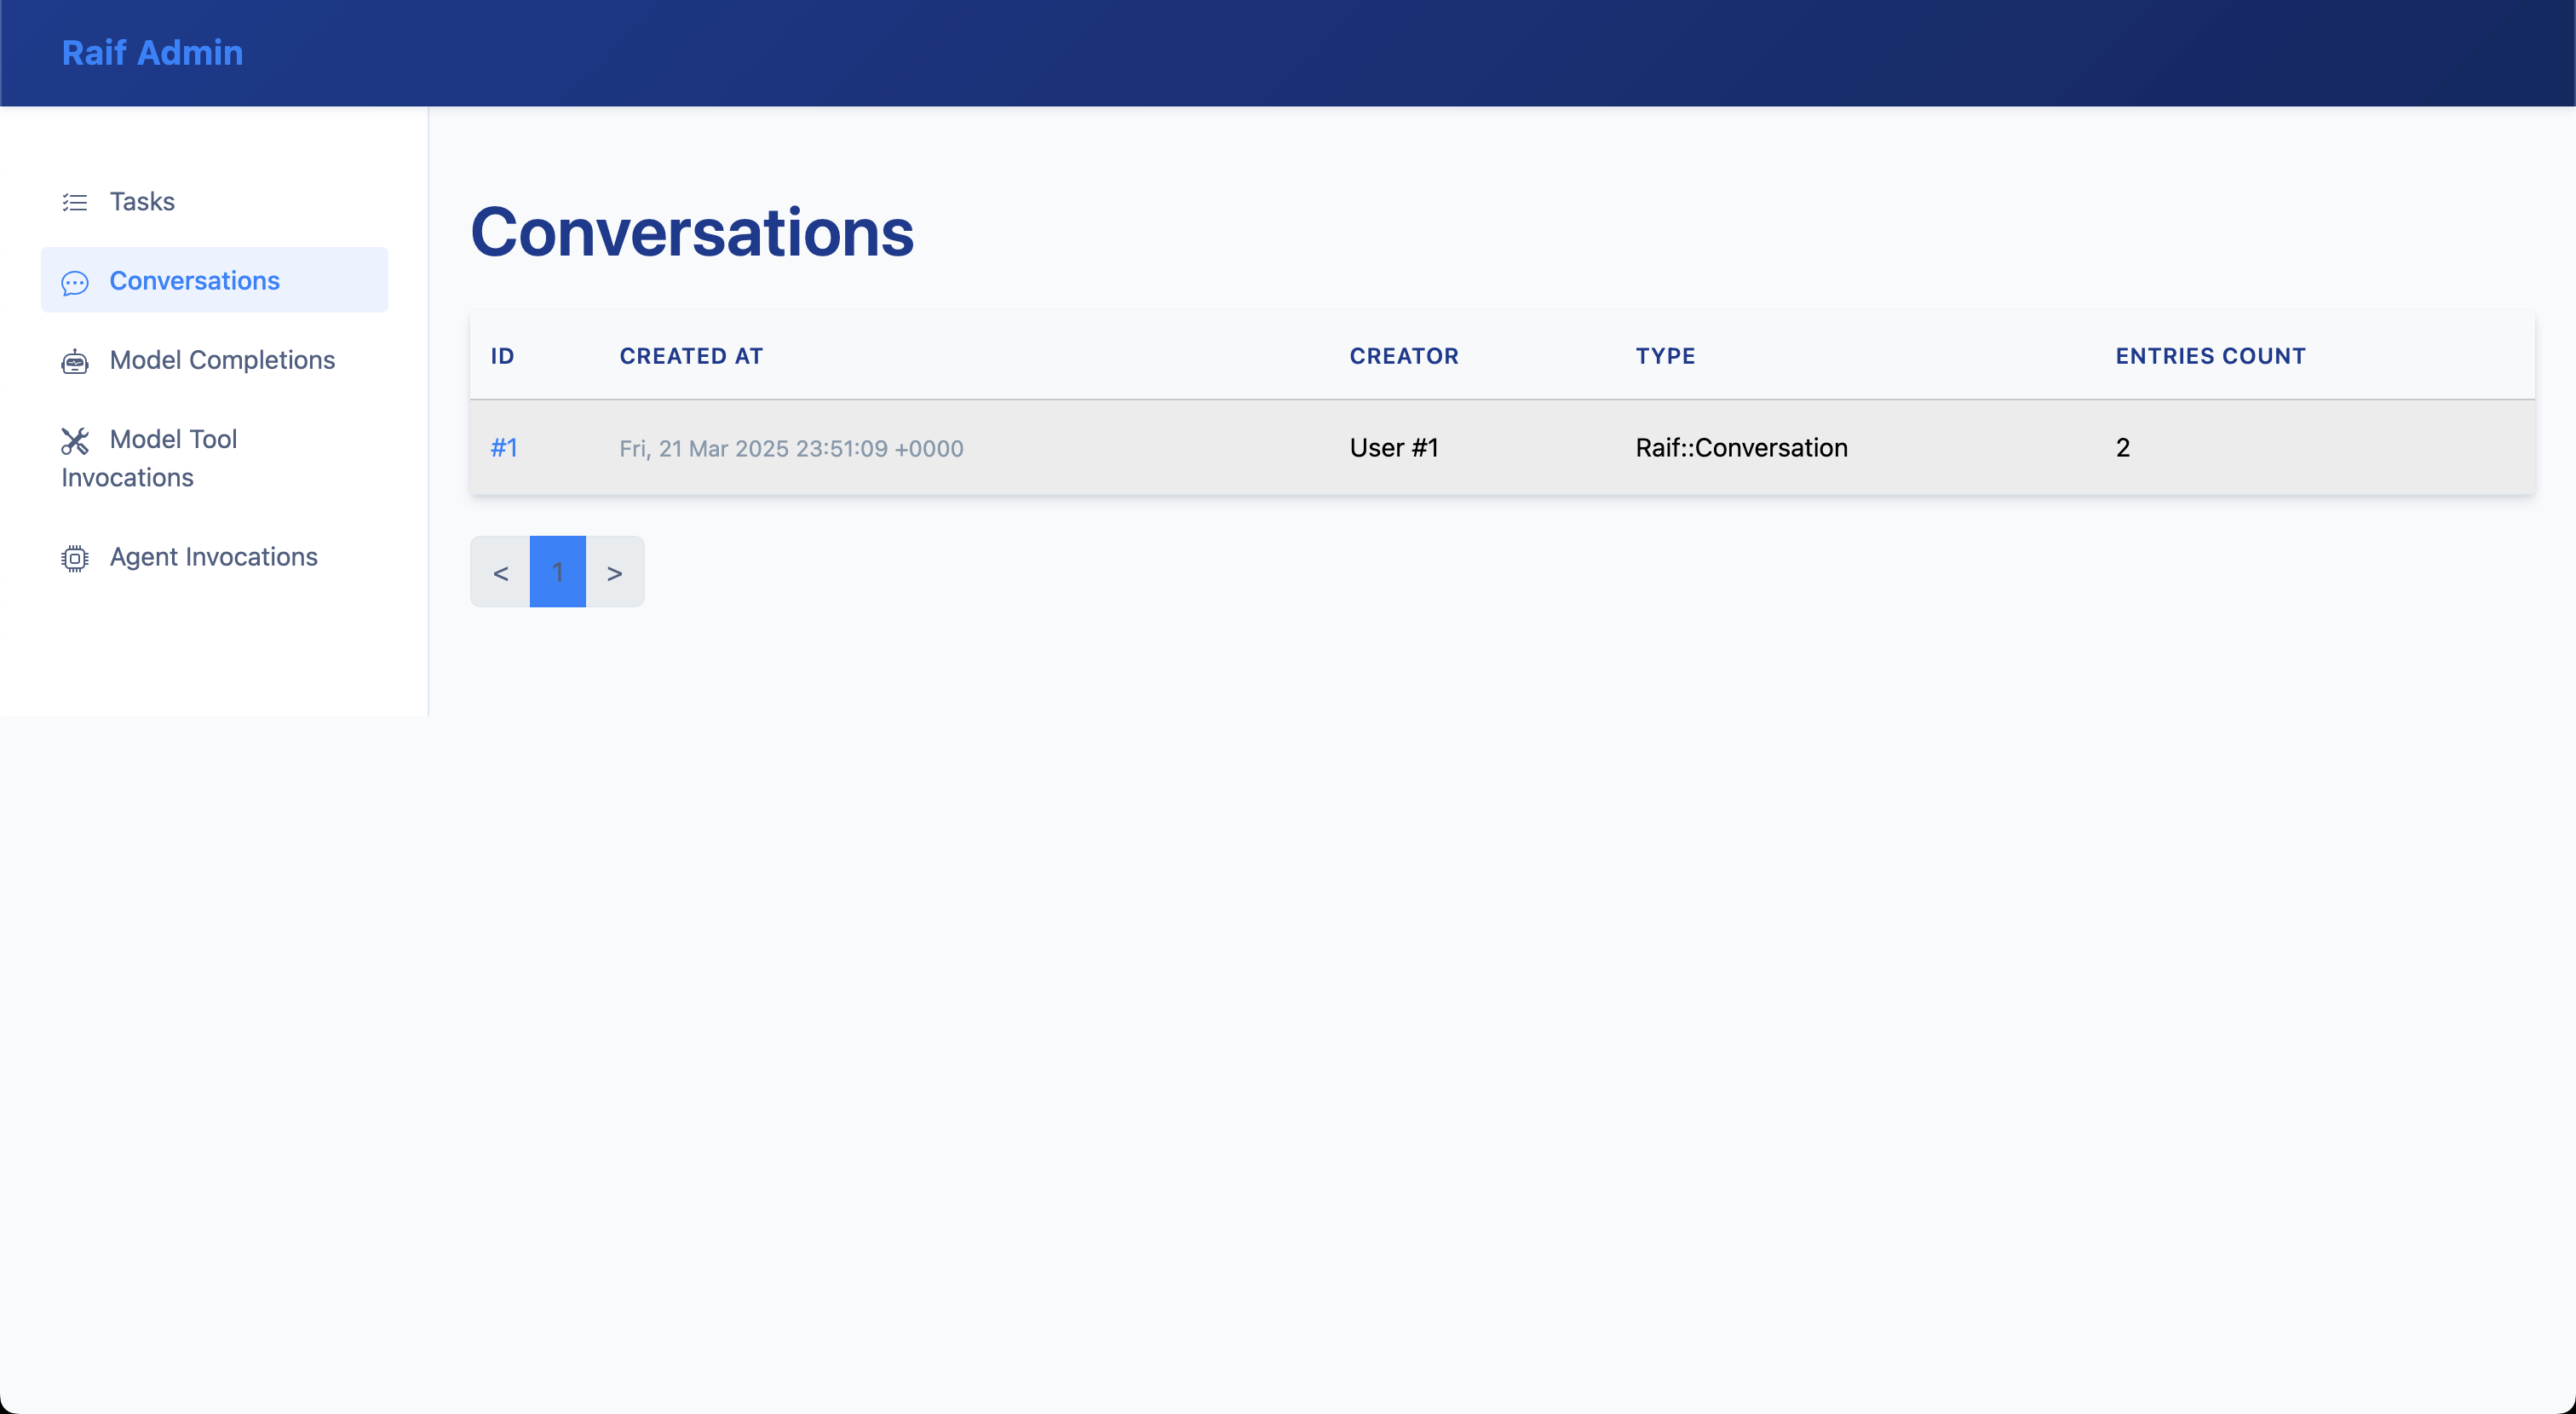 Raif Admin
Tasks
Conversations
Model Completions
Model Tool
Invocations
Agent Invocations
Conversations
ID CREATED AT CREATOR TYPE ENTRIES COUNT
#1 Fri, 21 Mar 2025 23:51:09 +0000 User #1 Raif::Conversation 2
< 1 >